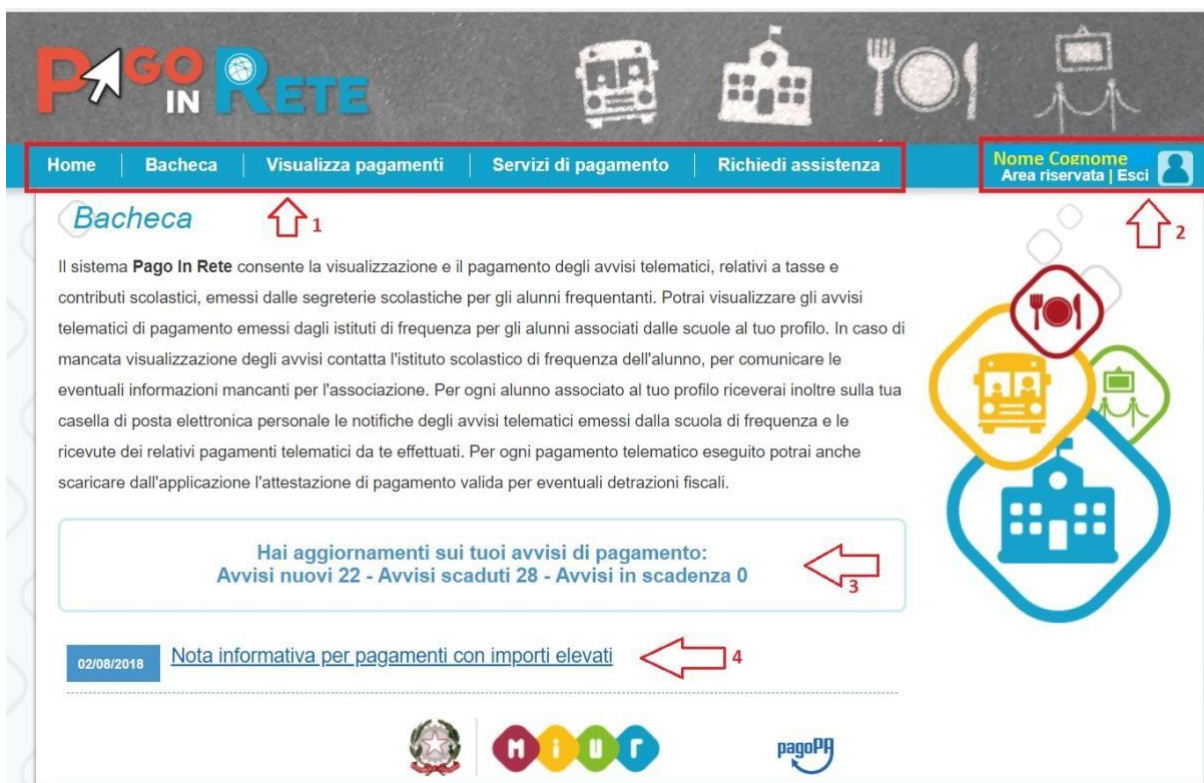 PAGO
IN RETE
Home | Bacheca | Visualizza pagamenti | Servizi di pagamento | Richiedi assistenza
Nome Cognome
Area riservata | Esci
1
2
Bacheca
Il sistema Pago In Rete consente la visualizzazione e il pagamento degli avvisi telematici, relativi a tasse e
contributi scolastici, emessi dalle segreterie scolastiche per gli alunni frequentanti. Potrai visualizzare gli avvisi
telematici di pagamento emessi dagli istituti di frequenza per gli alunni associati dalle scuole al tuo profilo. In caso di
mancata visualizzazione degli avvisi contatta l'istituto scolastico di frequenza dell'alunno, per comunicare le
eventuali informazioni mancanti per l'associazione. Per ogni alunno associato al tuo profilo riceverai inoltre sulla tua
casella di posta elettronica personale le notifiche degli avvisi telematici emessi dalla scuola di frequenza e le
ricevute dei relativi pagamenti telematici da te effettuati. Per ogni pagamento telematico eseguito potrai anche
scaricare dall'applicazione l'attestazione di pagamento valida per eventuali detrazioni fiscali.
Hai aggiornamenti sui tuoi avvisi di pagamento:
Avvisi nuovi 22 - Avvisi scaduti 28 - Avvisi in scadenza 0
3
02/08/2018 Nota informativa per pagamenti con importi elevati
4
miur
pagoPA